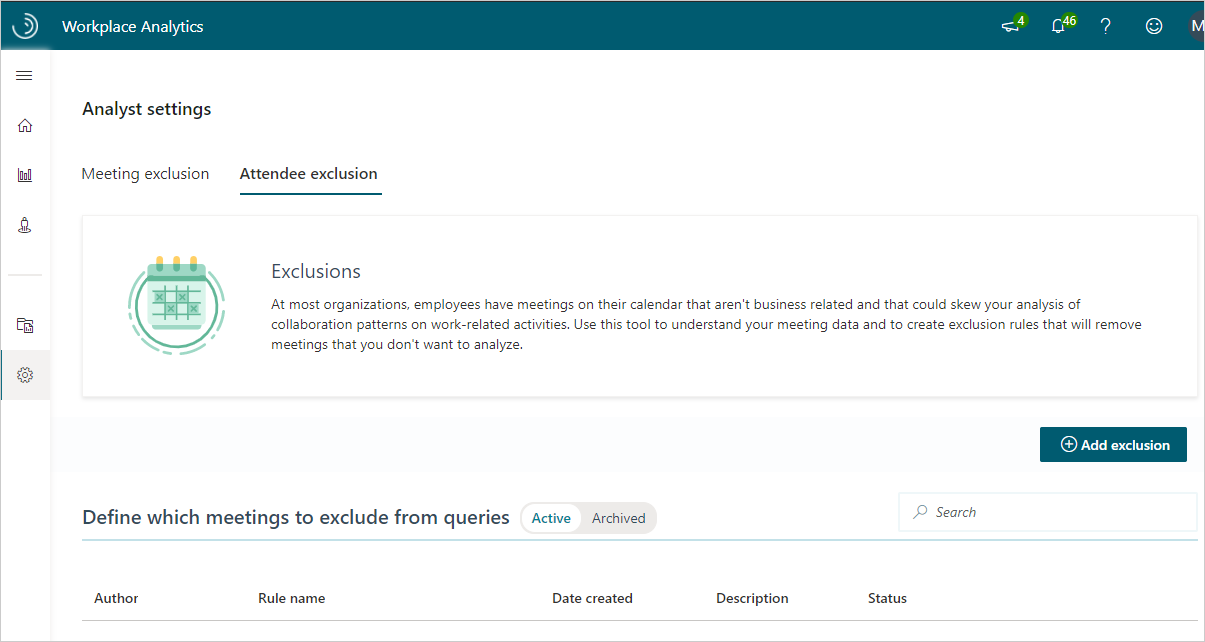 Workplace Analytics
4
46
?
M
Analyst settings
Meeting exclusion
Attendee exclusion
Exclusions
At most organizations, employees have meetings on their calendar that aren't business related and that could skew your analysis of
collaboration patterns on work-related activities. Use this tool to understand your meeting data and to create exclusion rules that will remove
meetings that you don't want to analyze.
Add exclusion
Define which meetings to exclude from queries
Active
Archived
Search
Author
Rule name
Date created
Description
Status